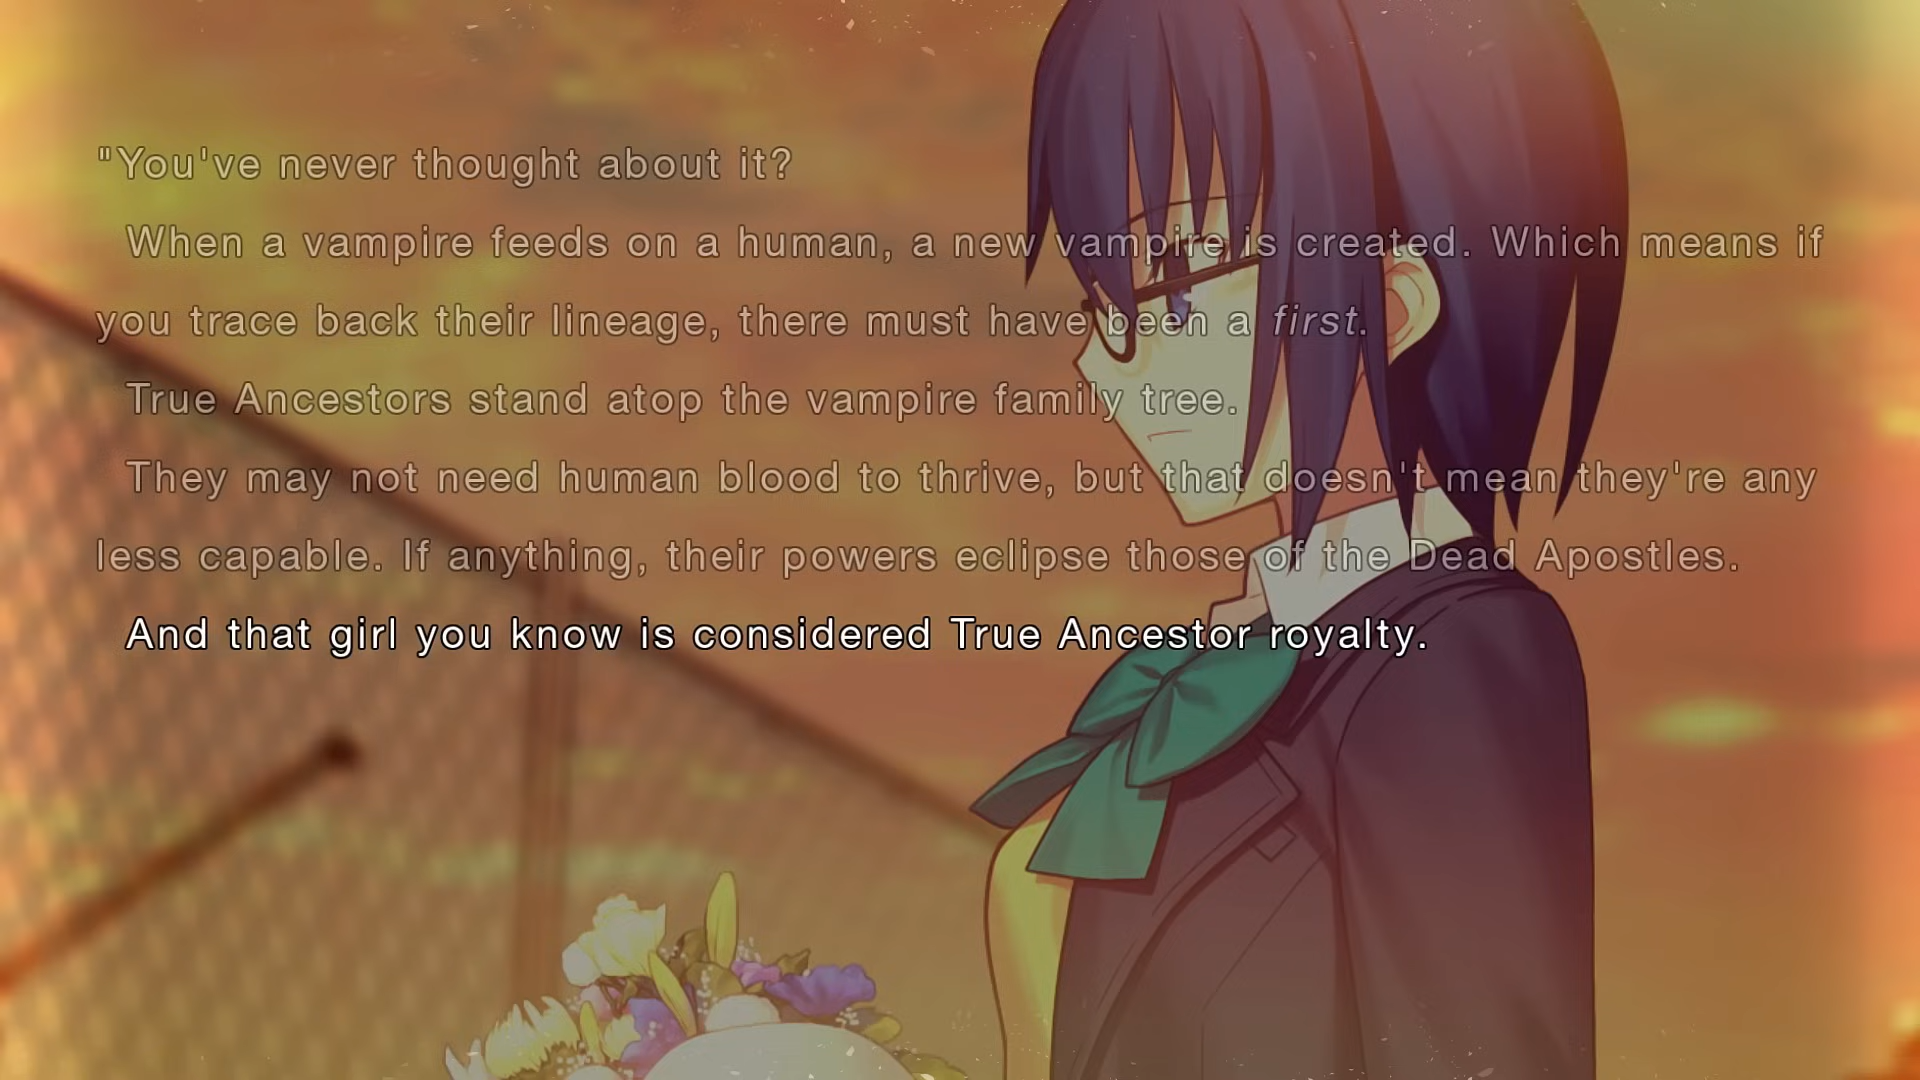 "You've never thought about it?
When a vampire feeds on a human, a new vampire is created. Which means if
you trace back their lineage, there must have been a first.
True Ancestors stand atop the vampire family tree.
They may not need human blood to thrive, but that doesn't mean they're any
less capable. If anything, their powers eclipse those of the Dead Apostles.
And that girl you know is considered True Ancestor royalty.